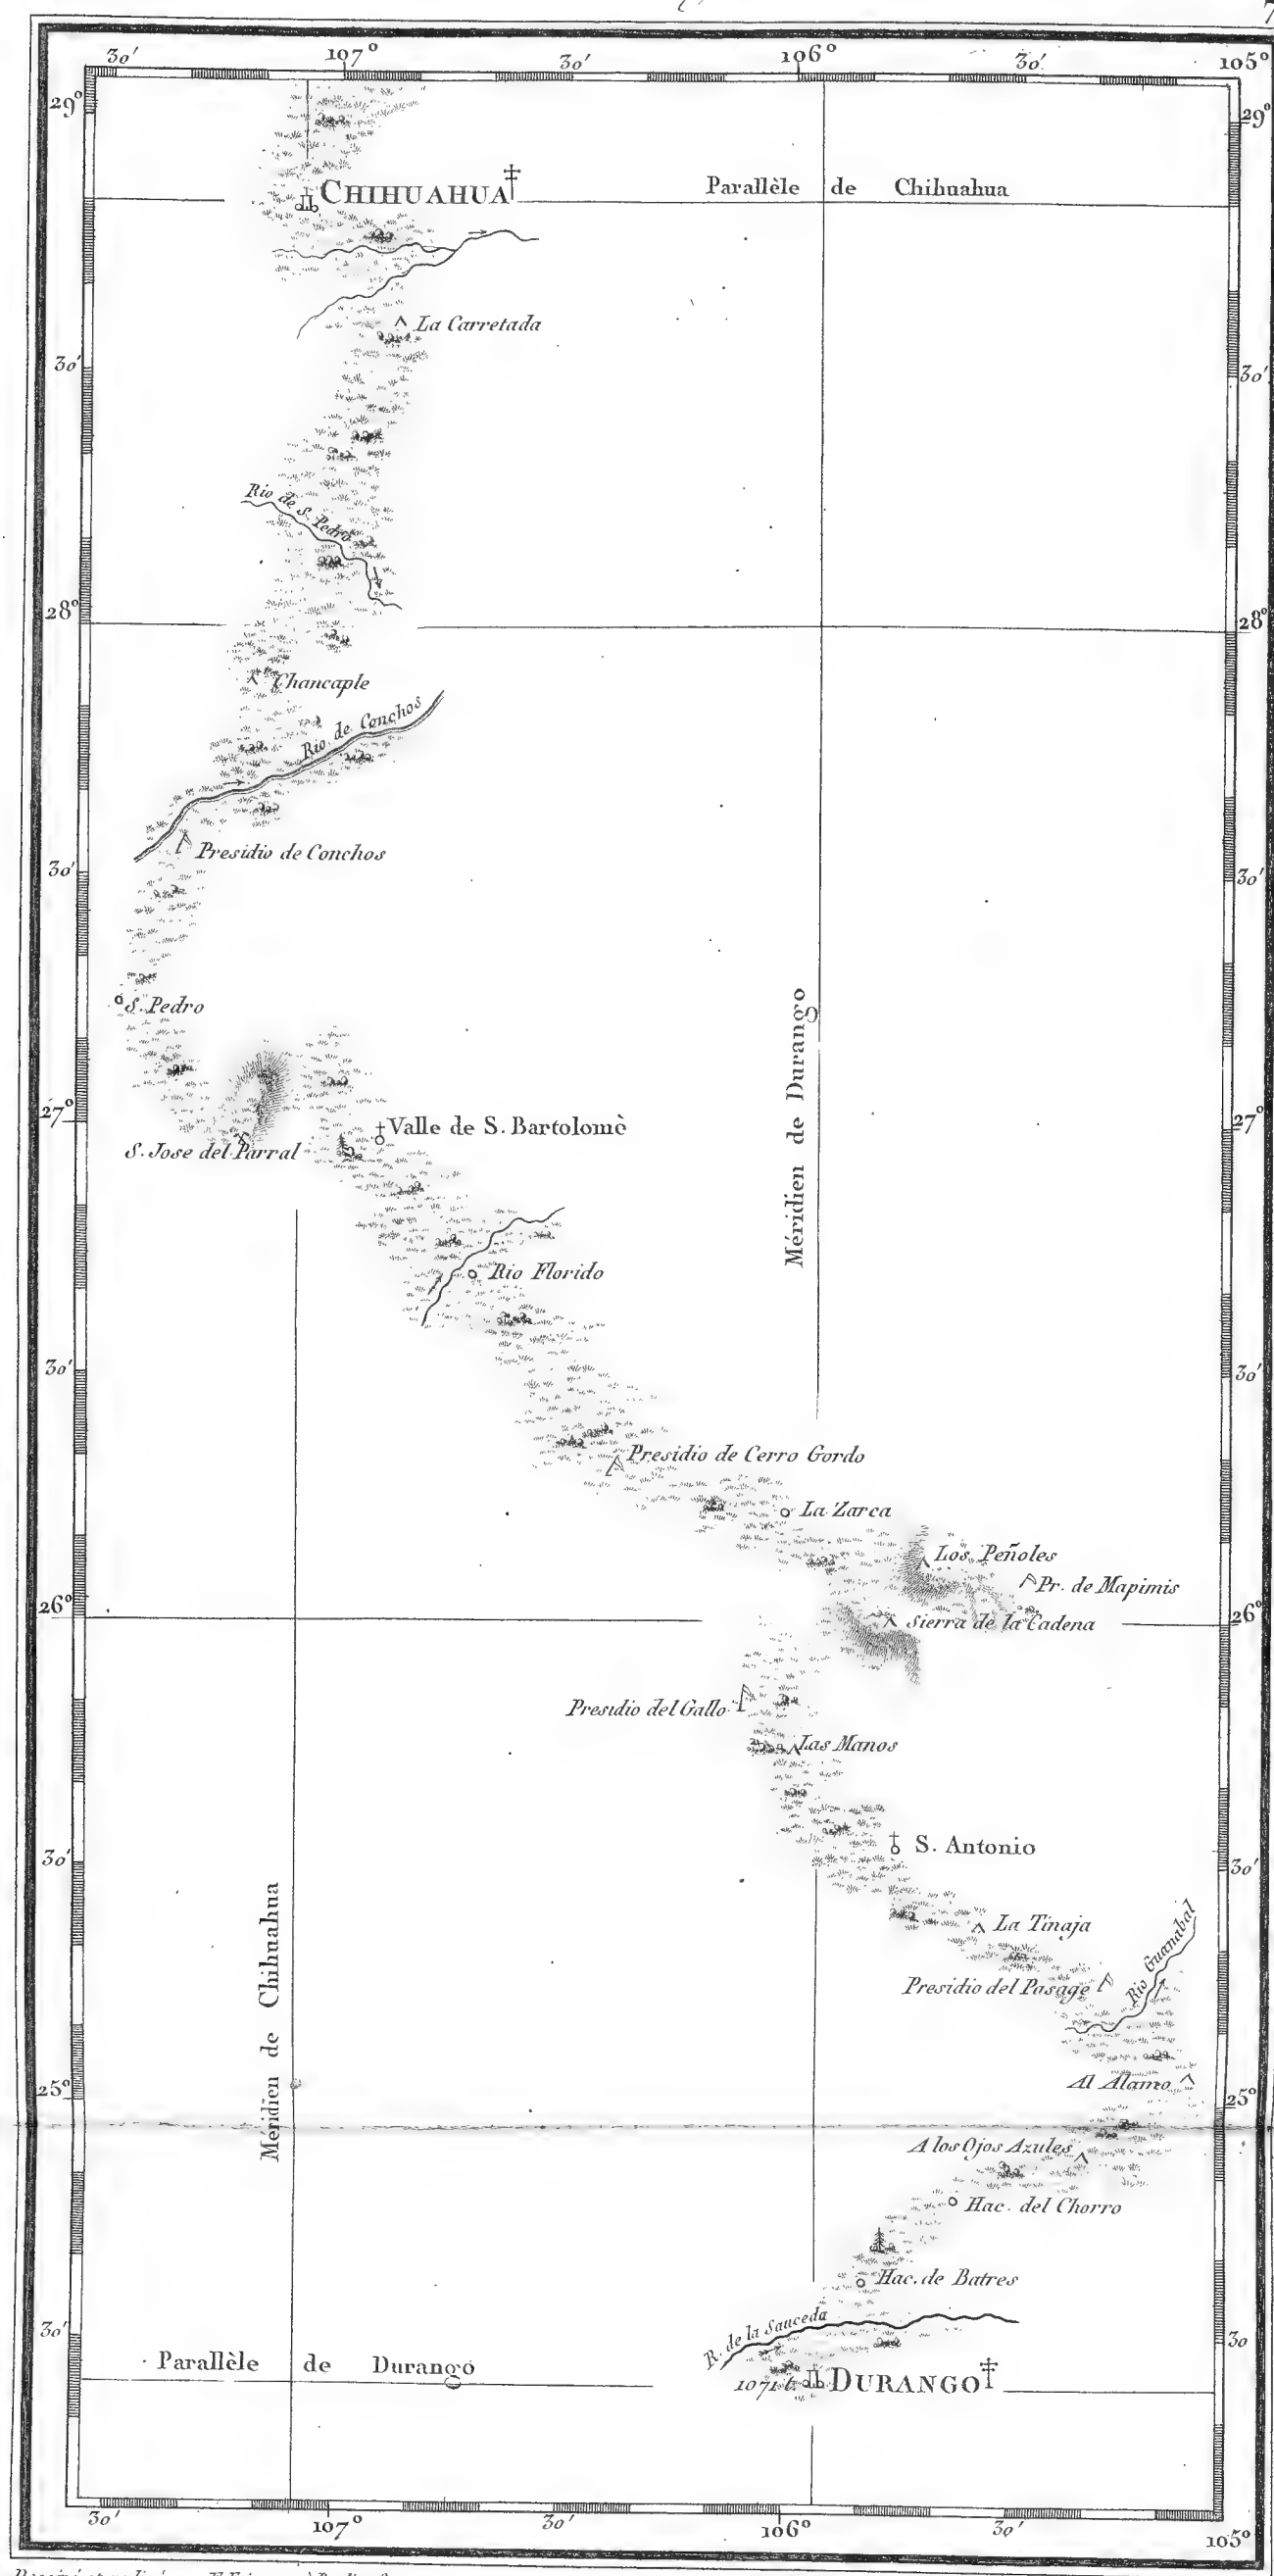 30' 107° 30' 106° 30' 105°
29° 29°
CHIHUAHUA Parallèle de Chihuahua
La Carretada
30' 30'
Rio de S. Pedro
28° 28°
Chancaple
Rio de Conchos
Presidio de Conchos
30' 30'
S. Pedro
Méridien de Durango
27° 27°
Valle de S. Bartolomè
S. Jose del Parral
Rio Florido
30' 30'
Presidio de Cerro Gordo
La Zarca
Los Peñoles
Pr. de Mapimis
26° 26°
Sierra de la Cadena
Presidio del Gallo
Las Manos
S. Antonio
30' 30'
Méridien de Chihuahua
La Tinaja
Rio Guanabal
Presidio del Pasage
Al Alamo
25° 25°
A los Ojos Azules
Hac. del Chorro
Hac. de Batres
R. de la Sauceda
30' 30
Parallèle de Durango
1071 t. DURANGO
30' 107° 30' 106° 30' 105°